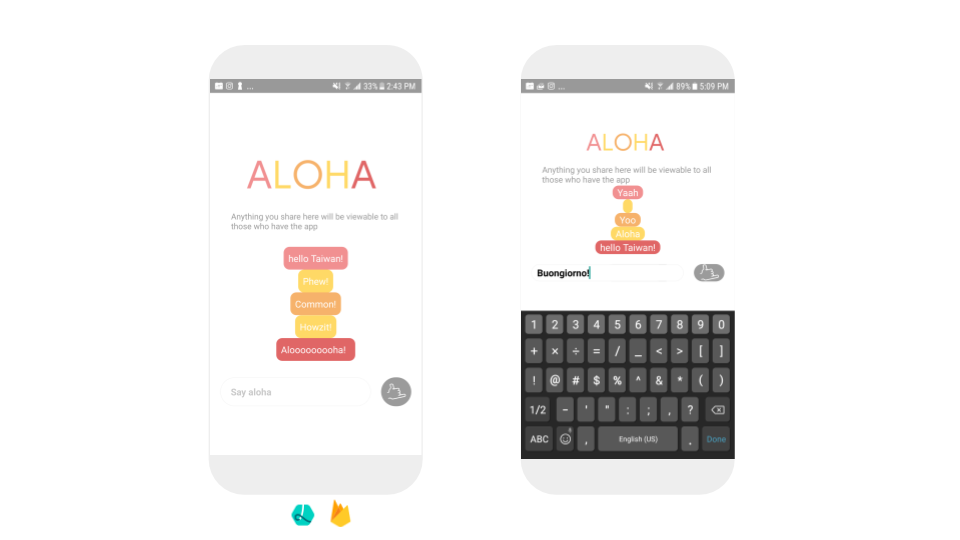 ... 33% 2:43 PM
ALOHA
Anything you share here will be viewable to all
those who have the app
hello Taiwan!
Phew!
Common!
Howzit!
Alooooooooha!
Say aloha
... 89% 5:09 PM
ALOHA
Anything you share here will be viewable to all
those who have the app
Yaah
Yoo
Aloha
hello Taiwan!
Buongiorno!
1 2 3 4 5 6 7 8 9 0
+ × ÷ = / _ < > [ ]
! @ # $ % ^ & * ( )
1/2 - ' " : ; , ?
ABC , English (US) . Done